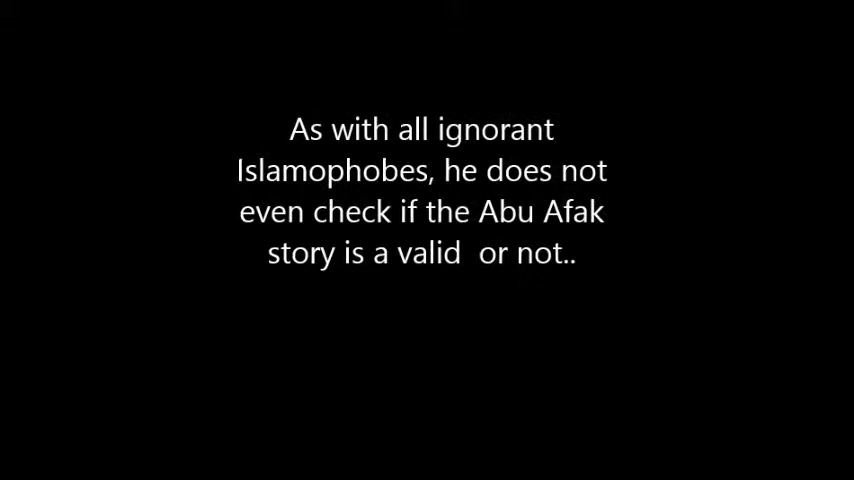 As with all ignorant
Islamophobes, he does not
even check if the Abu Afak
story is a valid  or not..